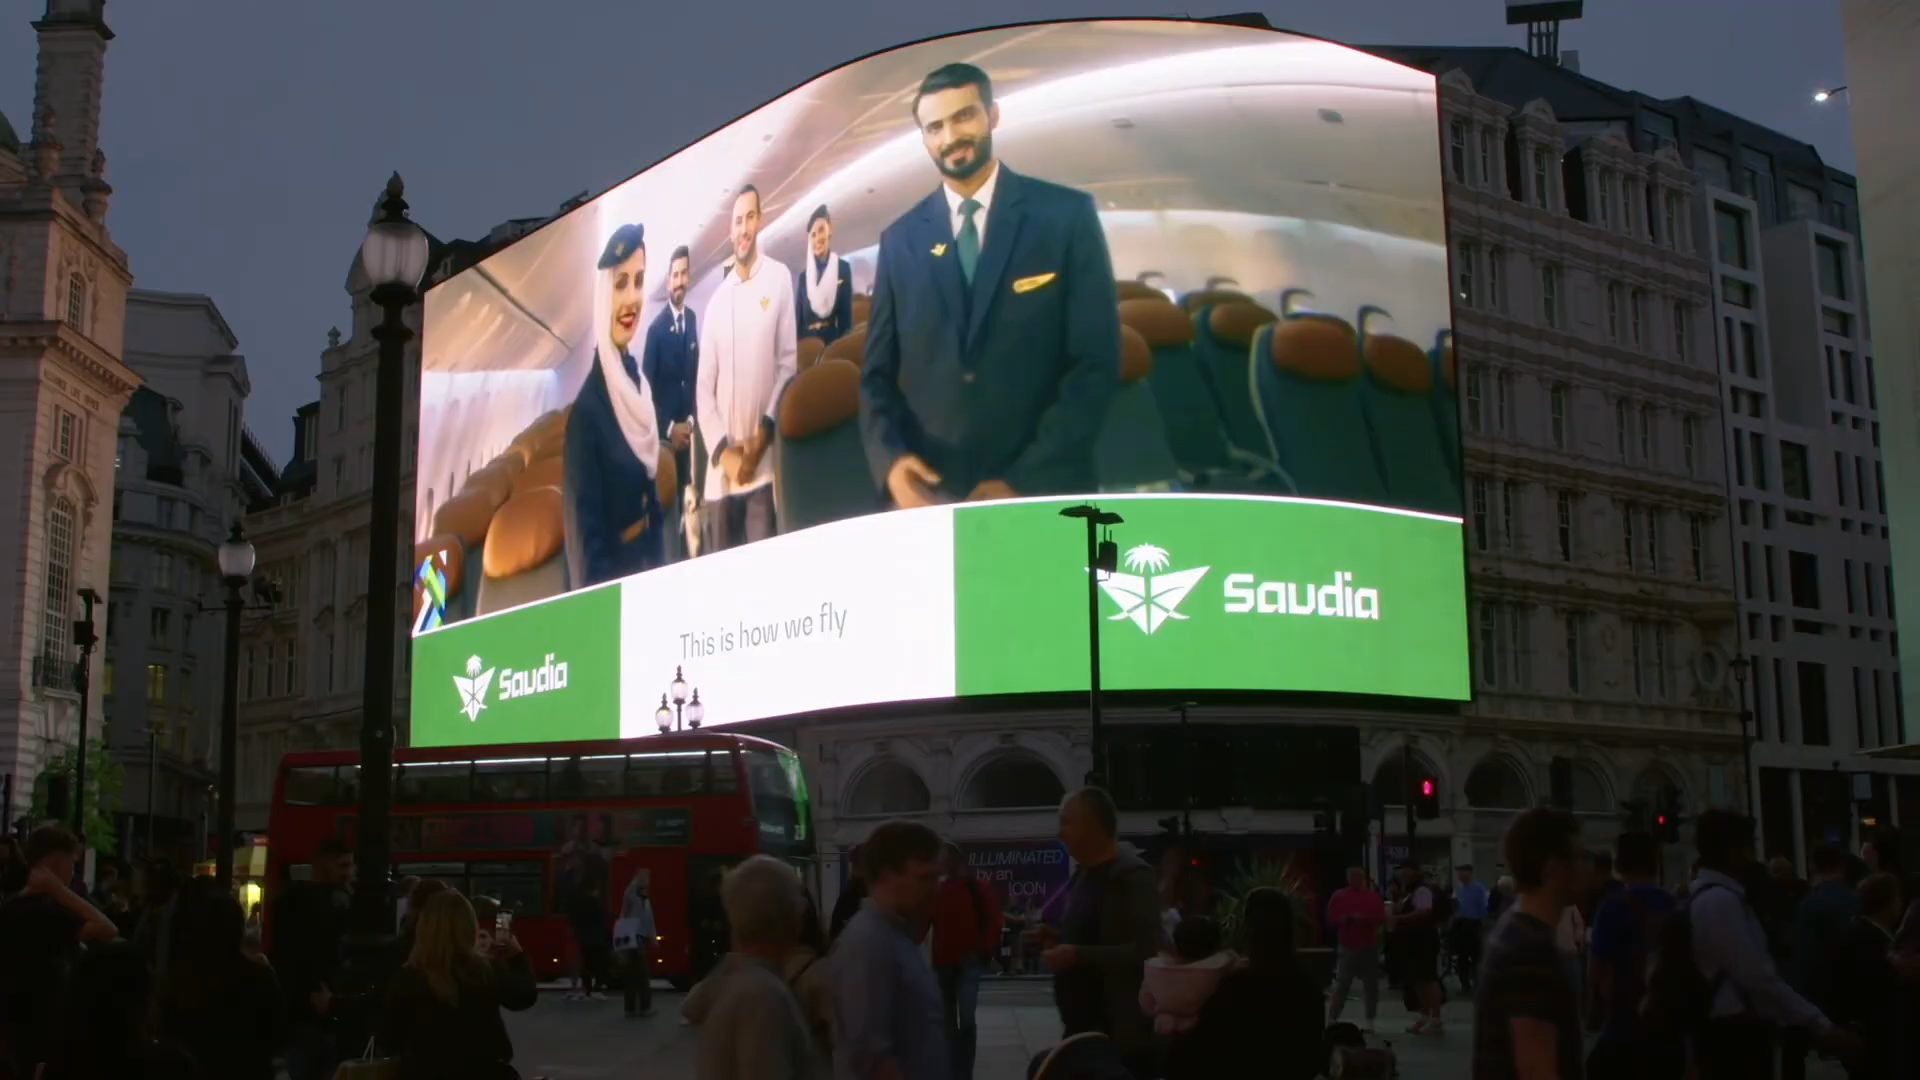 Saudia
This is how we fly
Saudia
ILLUMINATED
by an
ICON